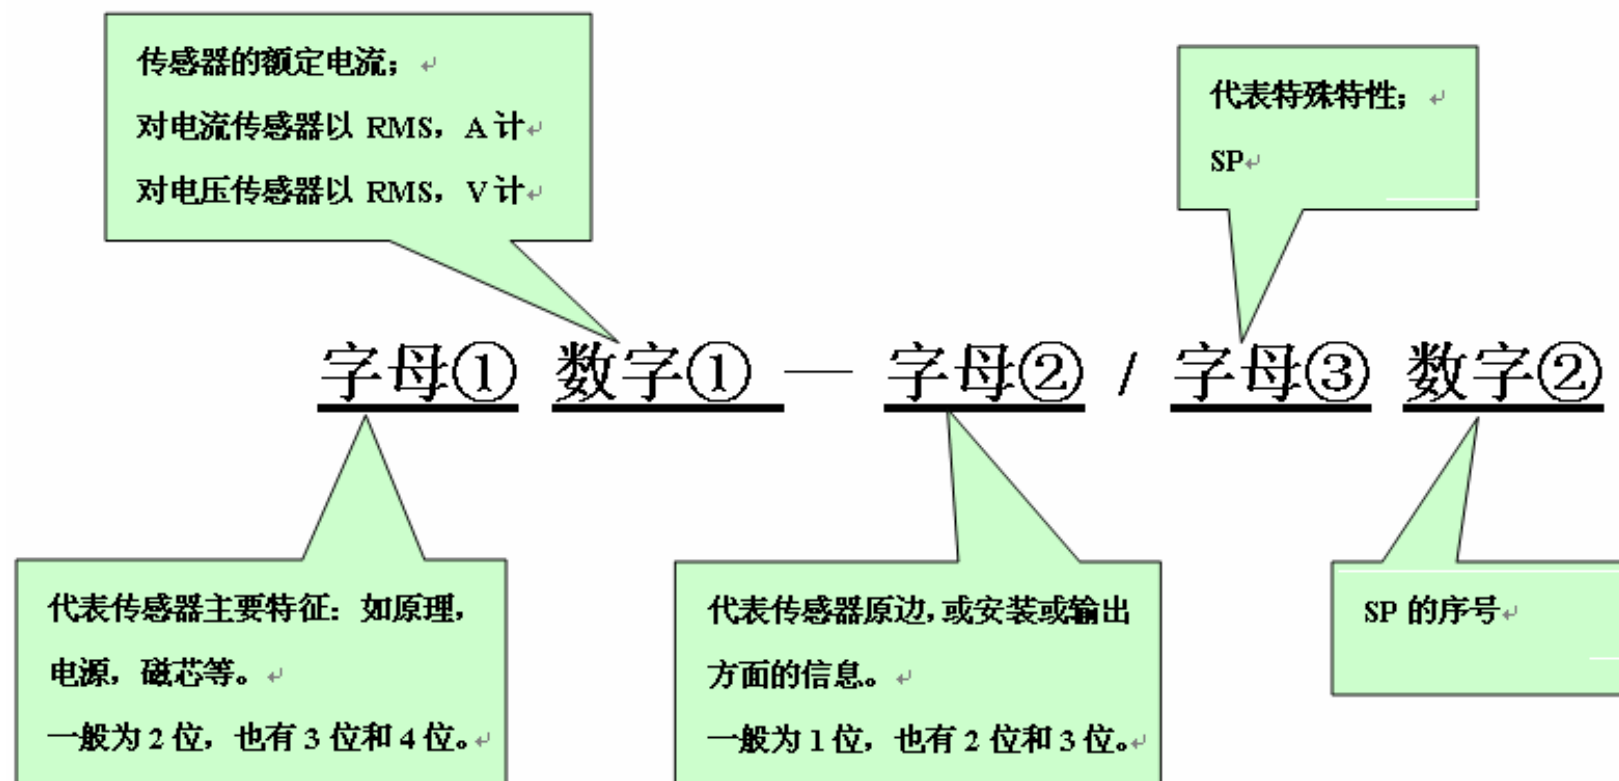 传感器的额定电流；
对电流传感器以 RMS，A 计
对电压传感器以 RMS，V 计
代表特殊特性；
SP
字母① 数字① — 字母② / 字母③ 数字②
代表传感器主要特征：如原理，
电源，磁芯等。
一般为 2 位，也有 3 位和 4 位。
代表传感器原边，或安装或输出
方面的信息。
一般为 1 位，也有 2 位和 3 位。
SP 的序号